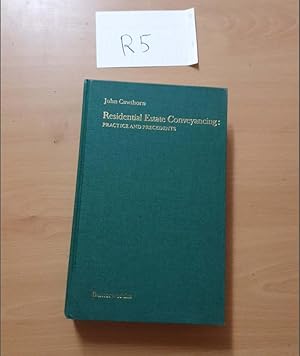 R5
John Cawthorn
Residential Estate Conveyancing:
PRACTICE AND PRECEDENTS